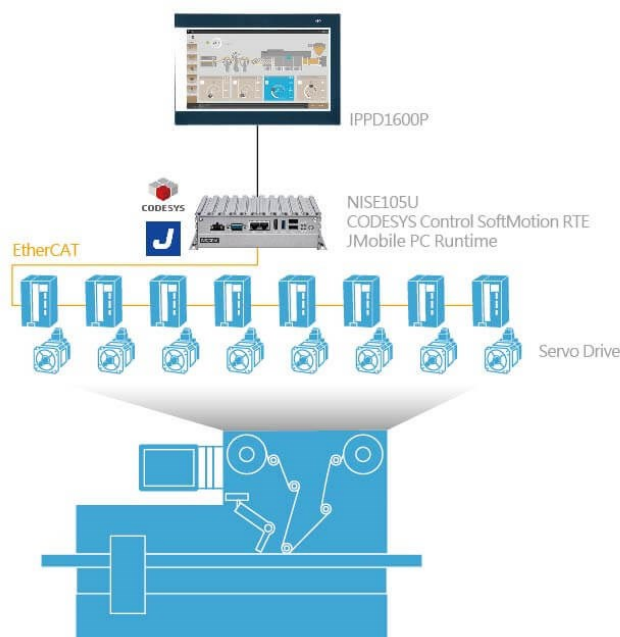 IPPD1600P
CODESYS
NISE105U
CODESYS Control SoftMotion RTE
JMobile PC Runtime
J
EtherCAT
Servo Drive